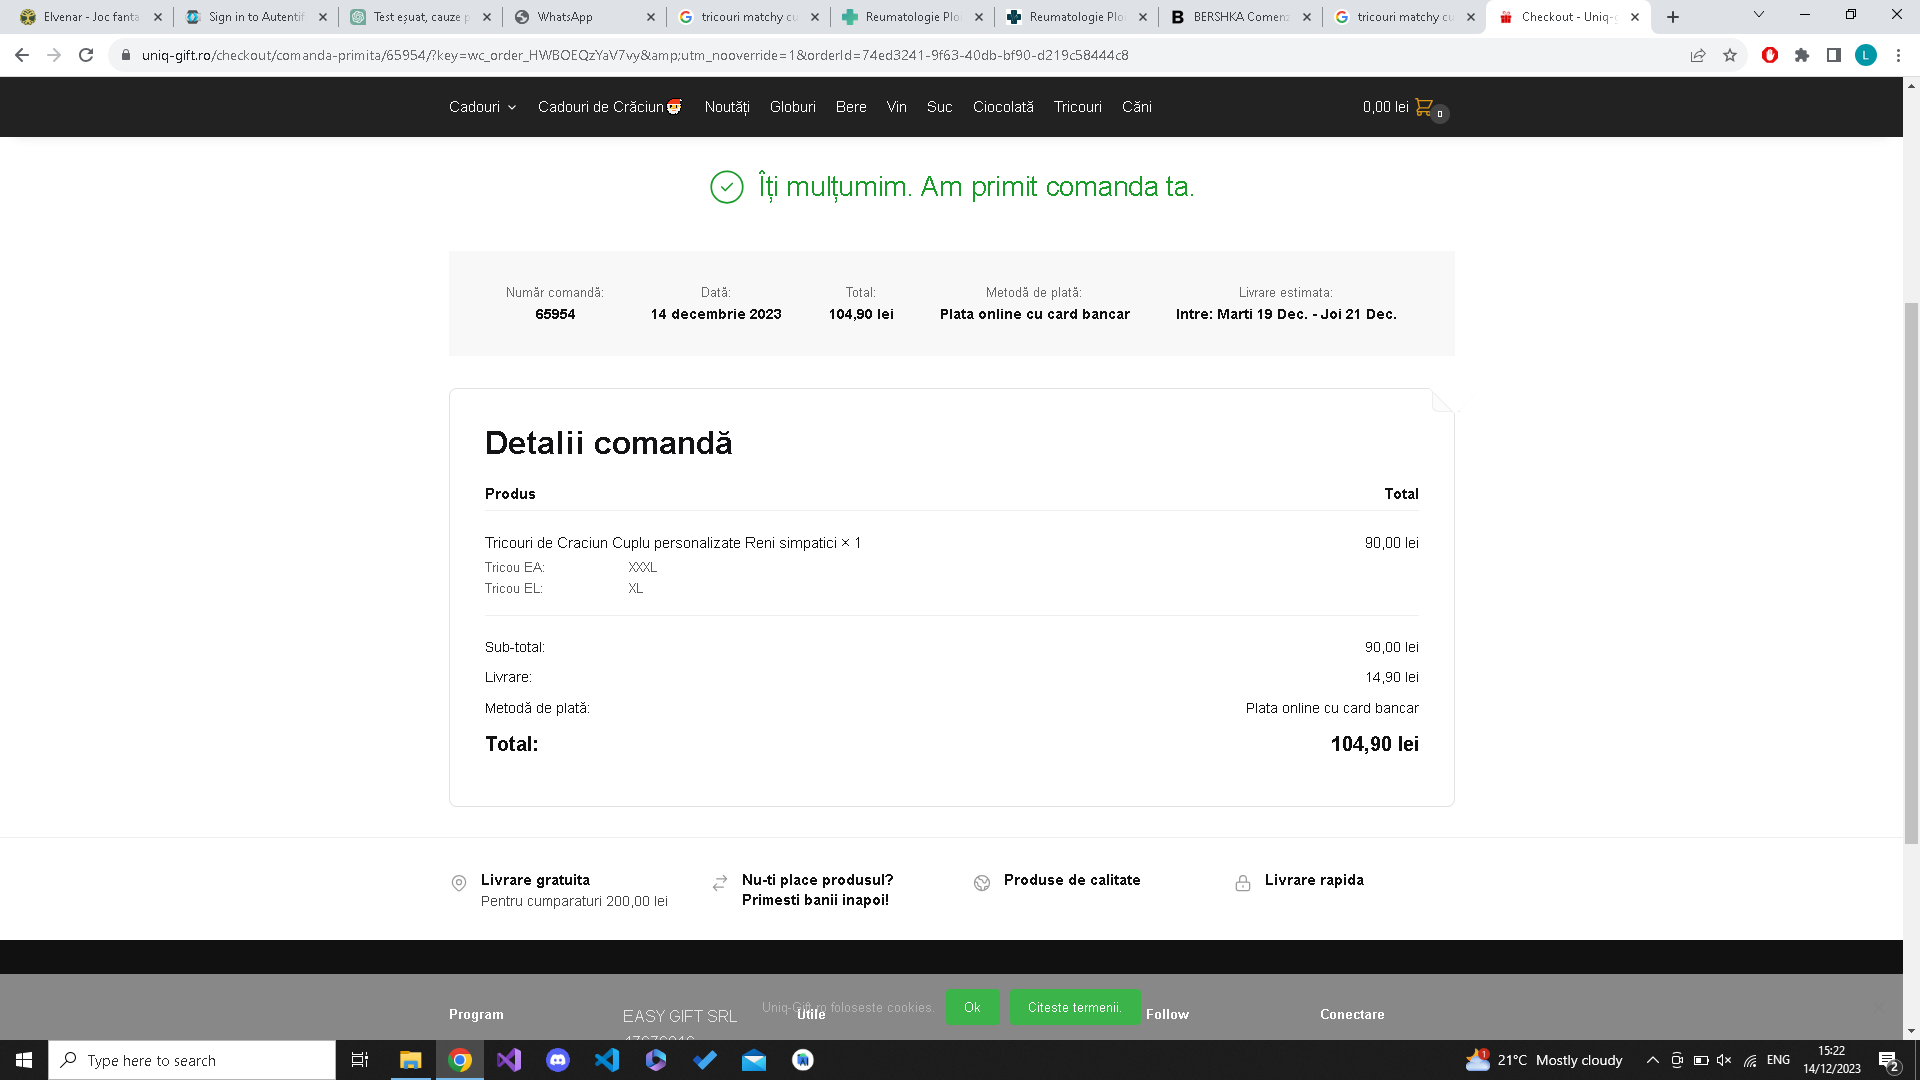 Elvenar - Joc fanta
Sign in to Autentif
Test eșuat, cauze p
WhatsApp
tricouri matchy cu
Reumatologie Plo
Reumatologie Plo
BERSHKA Comenz
tricouri matchy cu
Checkout - Uniq-g
uniq-gift.ro/checkout/comanda-primita/65954/?key=wc_order_HWBOEQzYaV7vy&amp;utm_nooverride=1&orderId=74ed3241-9f63-40db-bf90-d219c58444c8
L
Cadouri
Cadouri de Crăciun🎅
Noutăți
Globuri
Bere
Vin
Suc
Ciocolată
Tricouri
Căni
0,00 lei
0
Îți mulțumim. Am primit comanda ta.
Număr comandă:
65954
Dată:
14 decembrie 2023
Total:
104,90 lei
Metodă de plată:
Plata online cu card bancar
Livrare estimata:
Intre: Marti 19 Dec. - Joi 21 Dec.
Detalii comandă
Produs Total
Tricouri de Craciun Cuplu personalizate Reni simpatici × 1 90,00 lei
Tricou EA: XXXL
Tricou EL: XL
Sub-total: 90,00 lei
Livrare: 14,90 lei
Metodă de plată: Plata online cu card bancar
Total: 104,90 lei
Livrare gratuita
Pentru cumparaturi 200,00 lei
Nu-ti place produsul?
Primesti banii inapoi!
Produse de calitate
Livrare rapida
Uniq-Gift.ro foloseste cookies.
Ok
Citeste termenii.
Program
EASY GIFT SRL
Utile
Follow
Conectare
Type here to search
1
21°C Mostly cloudy
ENG
15:22
14/12/2023
2